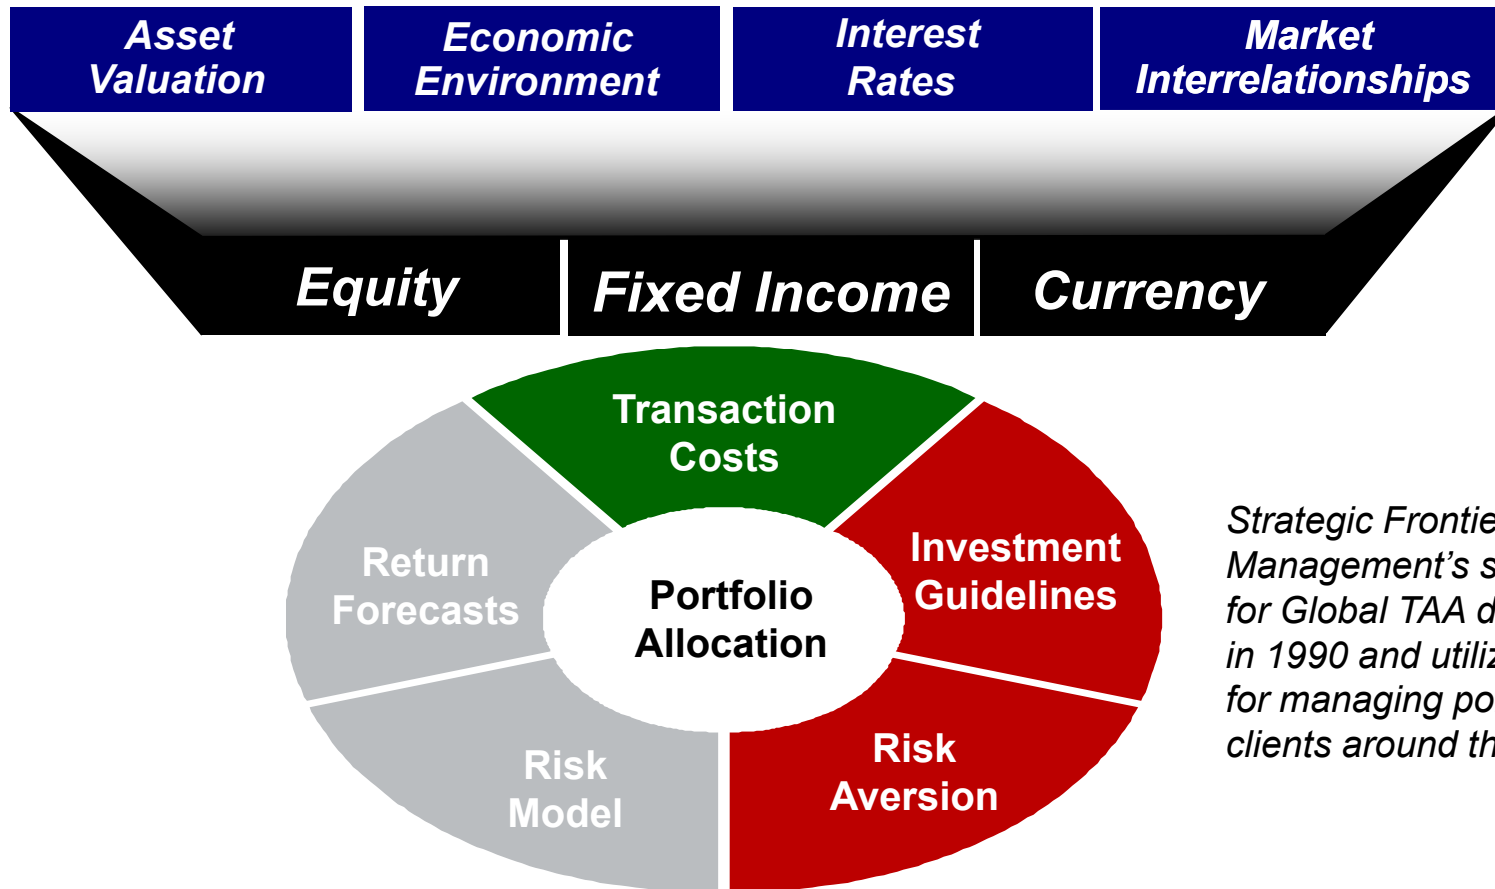 Asset
Valuation
Economic
Environment
Interest
Rates
Market
Interrelationships
Equity
Fixed Income
Currency
Transaction
Costs
Return
Forecasts
Investment
Guidelines
Portfolio
Allocation
Risk
Model
Risk
Aversion
Strategic
Management’s
for Global TAA
in 1990 and
for managing
clients around